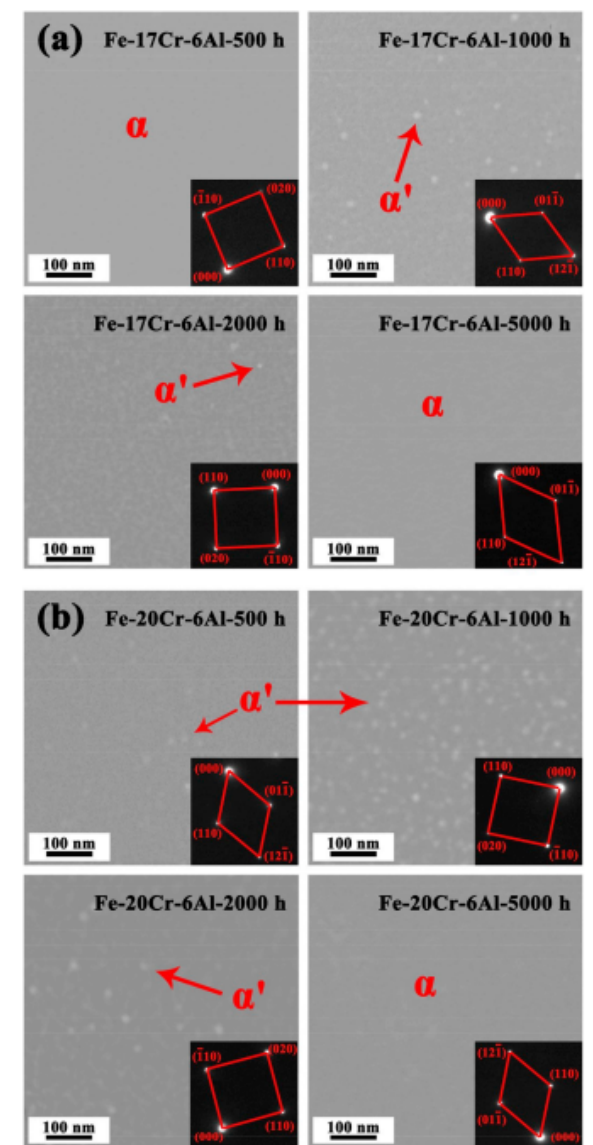 (a) Fe-17Cr-6Al-500 h
α
(1̄10)
(020)
(000)
(110)
100 nm
Fe-17Cr-6Al-1000 h
α'
(000)
(011̄)
(110)
(121̄)
100 nm
Fe-17Cr-6Al-2000 h
α'
(110)
(000)
(020)
(1̄10)
100 nm
Fe-17Cr-6Al-5000 h
α
(000)
(011̄)
(110)
(121̄)
100 nm
(b) Fe-20Cr-6Al-500 h
α'
(000)
(011̄)
(110)
(121̄)
100 nm
Fe-20Cr-6Al-1000 h
(110)
(000)
(020)
(1̄10)
100 nm
Fe-20Cr-6Al-2000 h
α'
(1̄10)
(020)
(000)
(110)
100 nm
Fe-20Cr-6Al-5000 h
α
(121̄)
(110)
(011̄)
(000)
100 nm